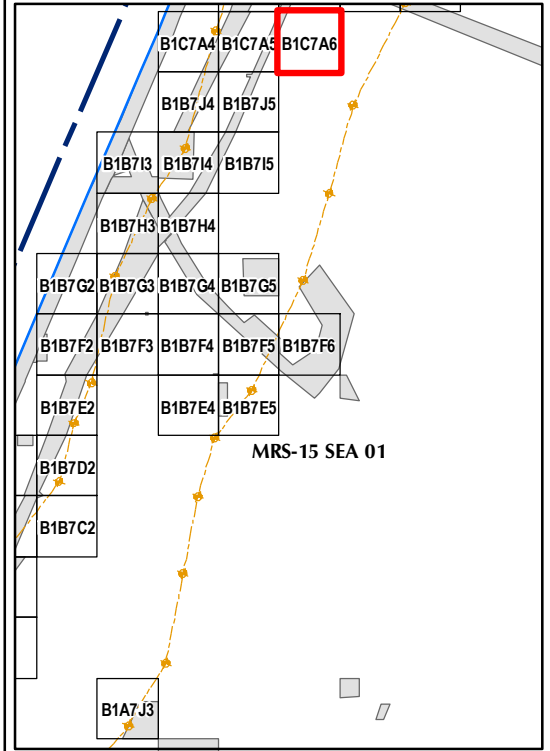 B1C7A4 B1C7A5 B1C7A6
B1B7J4 B1B7J5
B1B7I3 B1B7I4 B1B7I5
B1B7H3 B1B7H4
B1B7G2 B1B7G3 B1B7G4 B1B7G5
B1B7F2 B1B7F3 B1B7F4 B1B7F5 B1B7F6
B1B7E2 B1B7E4 B1B7E5
MRS-15 SEA 01
B1B7D2
B1B7C2
B1A7J3